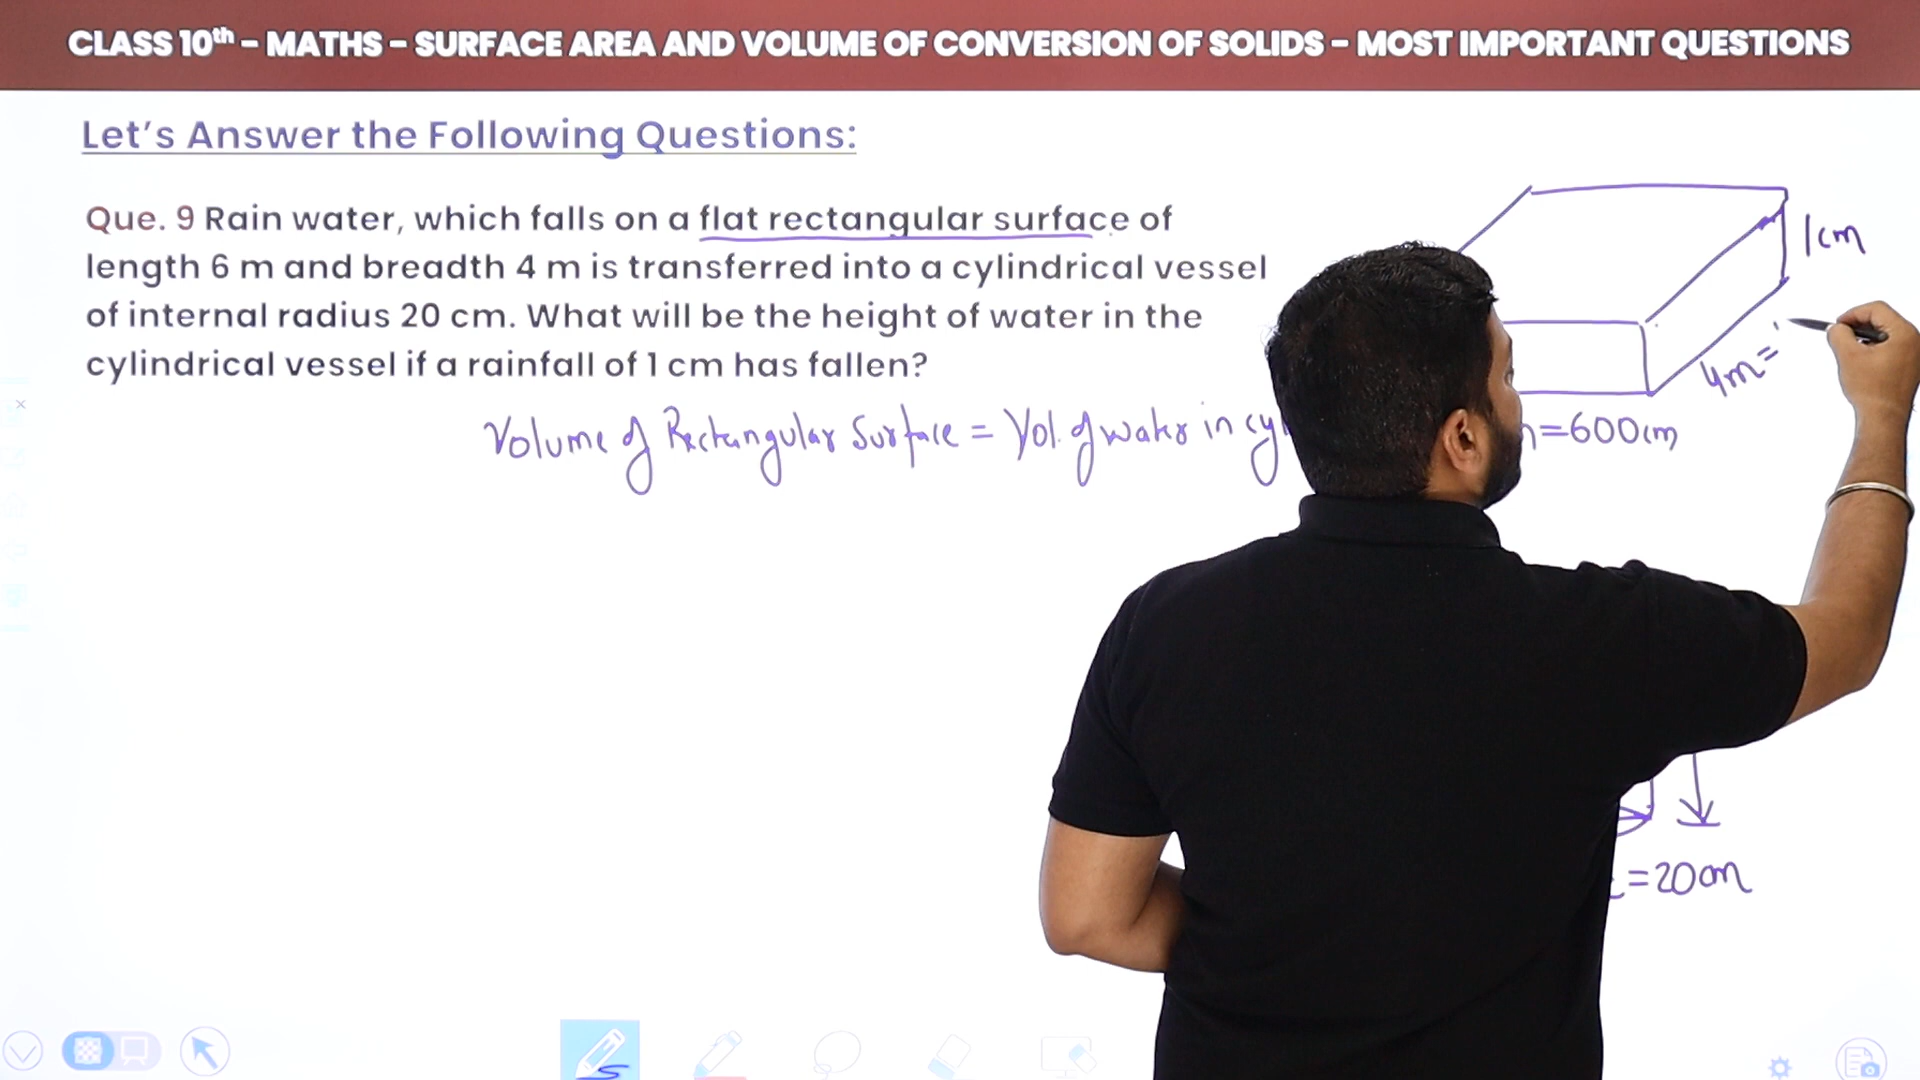 CLASS 10th - MATHS - SURFACE AREA AND VOLUME OF CONVERSION OF SOLIDS - MOST IMPORTANT QUESTIONS
Let's Answer the Following Questions:
Que. 9 Rain water, which falls on a flat rectangular surface of
length 6 m and breadth 4 m is transferred into a cylindrical vessel
of internal radius 20 cm. What will be the height of water in the
cylindrical vessel if a rainfall of 1 cm has fallen?
1cm
4m=
Volume of Rectangular Surface = Vol. of water in cy
=600cm
=20cm